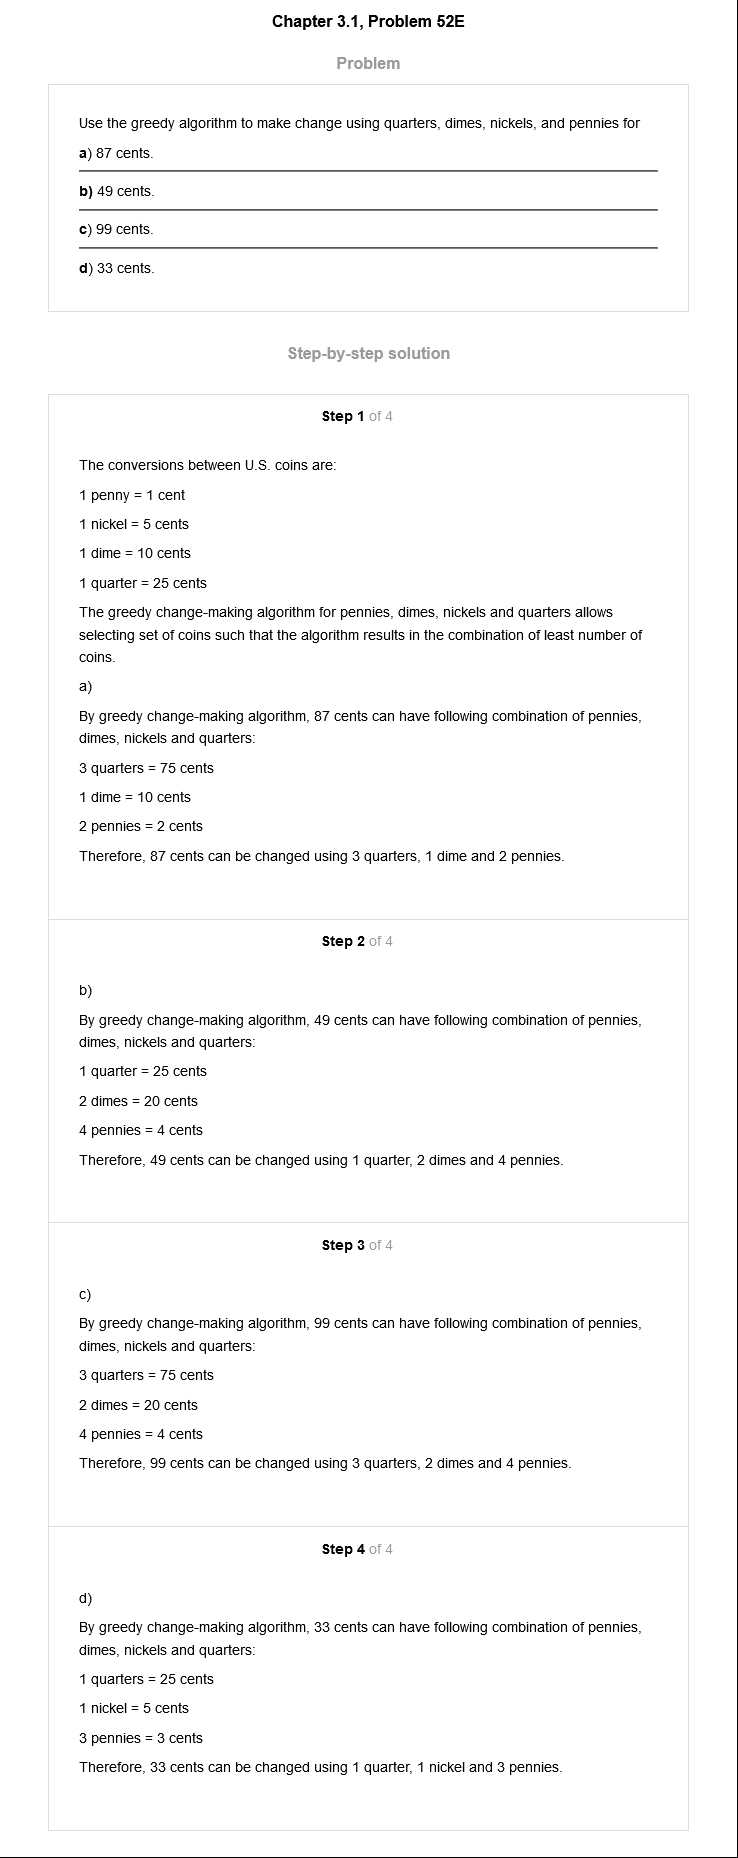 Chapter 3.1, Problem 52E
Problem
Use the greedy algorithm to make change using quarters, dimes, nickels, and pennies for
a) 87 cents.
b) 49 cents.
c) 99 cents.
d) 33 cents.
Step-by-step solution
Step 1 of 4
The conversions between U.S. coins are:
1 penny = 1 cent
1 nickel = 5 cents
1 dime = 10 cents
1 quarter = 25 cents
The greedy change-making algorithm for pennies, dimes, nickels and quarters allows
selecting set of coins such that the algorithm results in the combination of least number of
coins.
a)
By greedy change-making algorithm, 87 cents can have following combination of pennies,
dimes, nickels and quarters:
3 quarters = 75 cents
1 dime = 10 cents
2 pennies = 2 cents
Therefore, 87 cents can be changed using 3 quarters, 1 dime and 2 pennies.
Step 2 of 4
b)
By greedy change-making algorithm, 49 cents can have following combination of pennies,
dimes, nickels and quarters:
1 quarter = 25 cents
2 dimes = 20 cents
4 pennies = 4 cents
Therefore, 49 cents can be changed using 1 quarter, 2 dimes and 4 pennies.
Step 3 of 4
c)
By greedy change-making algorithm, 99 cents can have following combination of pennies,
dimes, nickels and quarters:
3 quarters = 75 cents
2 dimes = 20 cents
4 pennies = 4 cents
Therefore, 99 cents can be changed using 3 quarters, 2 dimes and 4 pennies.
Step 4 of 4
d)
By greedy change-making algorithm, 33 cents can have following combination of pennies,
dimes, nickels and quarters:
1 quarters = 25 cents
1 nickel = 5 cents
3 pennies = 3 cents
Therefore, 33 cents can be changed using 1 quarter, 1 nickel and 3 pennies.